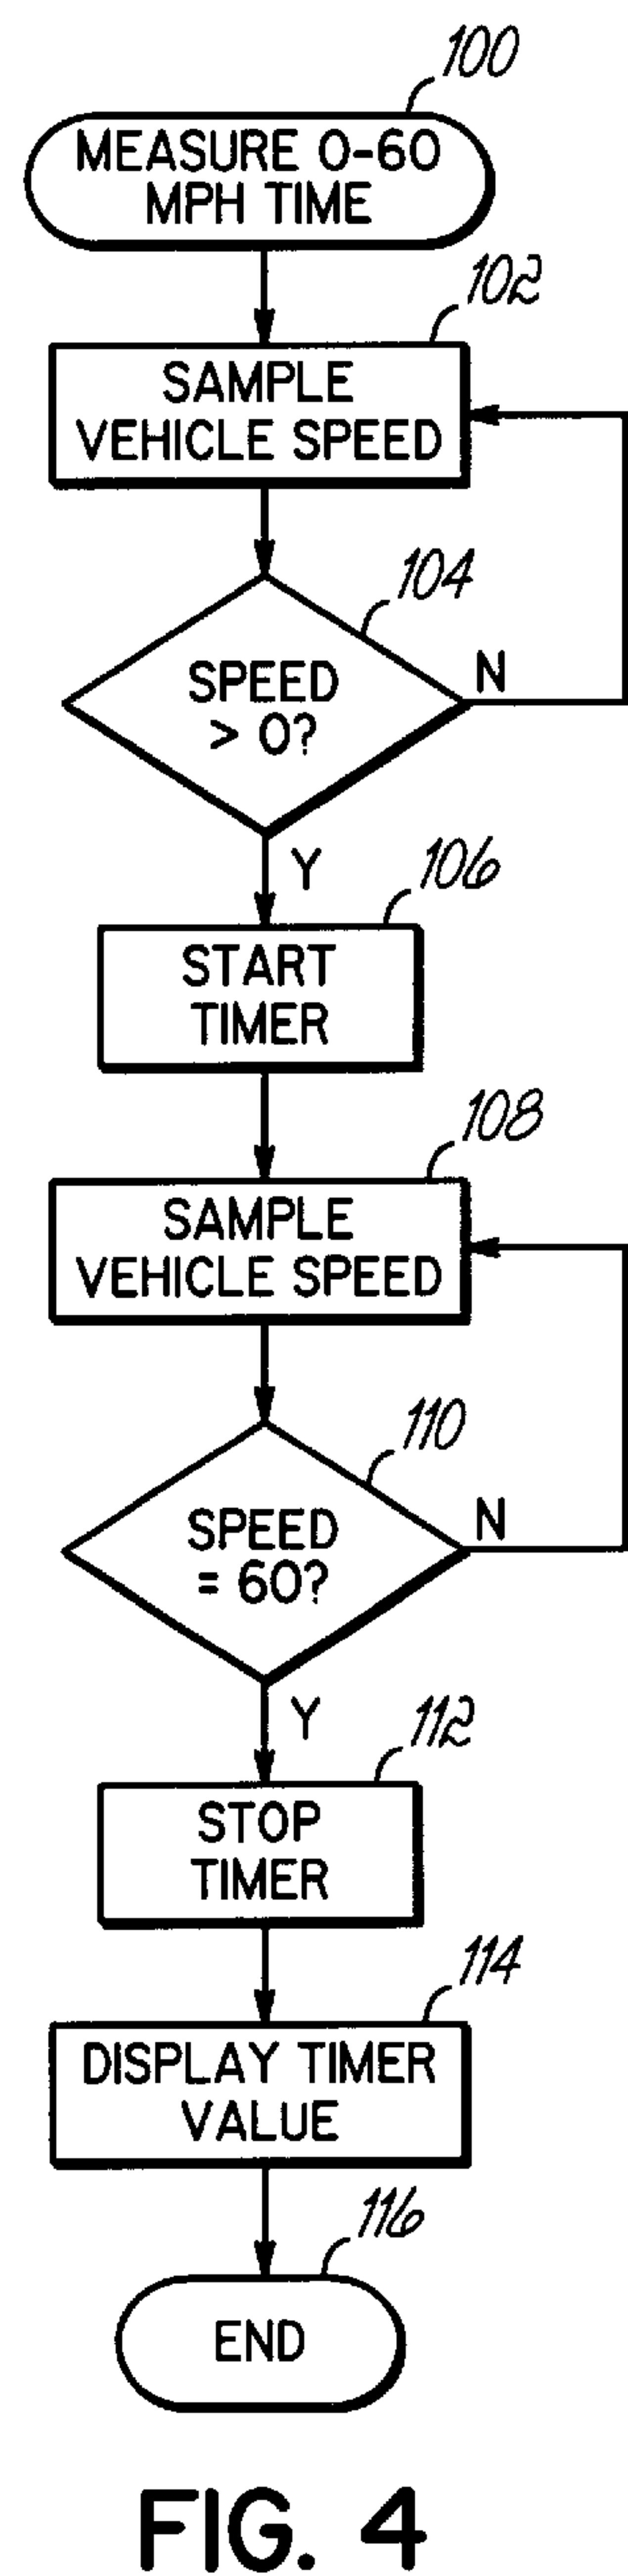 100
MEASURE 0-60
MPH TIME
102
SAMPLE
VEHICLE SPEED
104
SPEED
> 0?
N
Y
106
START
TIMER
108
SAMPLE
VEHICLE SPEED
110
SPEED
= 60?
N
Y
112
STOP
TIMER
114
DISPLAY TIMER
VALUE
116
END
FIG. 4